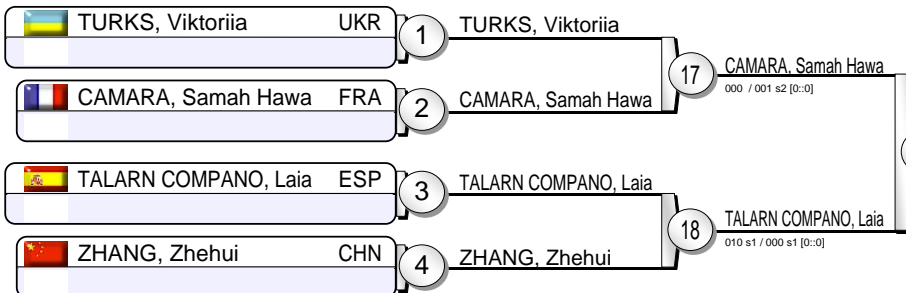 TURKS, Viktoriia UKR
1
TURKS, Viktoriia
17
CAMARA, Samah Hawa
000 / 001 s2 [0::0]
CAMARA, Samah Hawa FRA
2
CAMARA, Samah Hawa
TALARN COMPANO, Laia ESP
3
TALARN COMPANO, Laia
18
TALARN COMPANO, Laia
010 s1 / 000 s1 [0::0]
ZHANG, Zhehui CHN
4
ZHANG, Zhehui